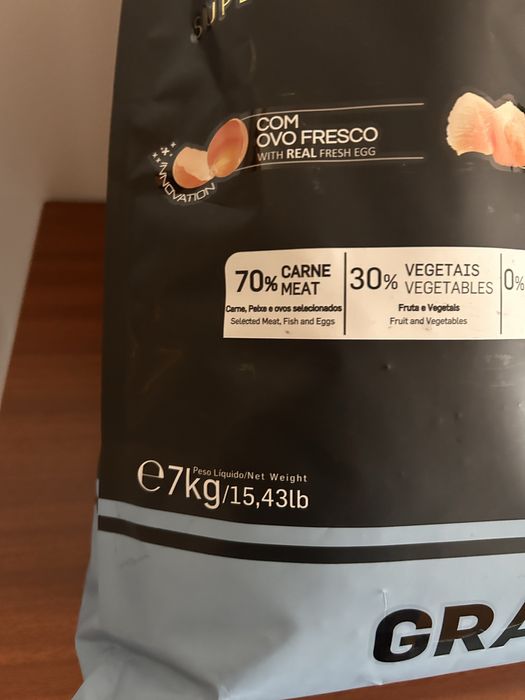 COM
OVO FRESCO
WITH REAL FRESH EGG
INNOVATION
70% CARNE MEAT
Carne, Peixe e ovos selecionados
Selected Meat, Fish and Eggs
30% VEGETAIS VEGETABLES
Fruta e Vegetais
Fruit and Vegetables
0%
Peso Líquido/Net Weight
℮7kg/15,43lb
GRA